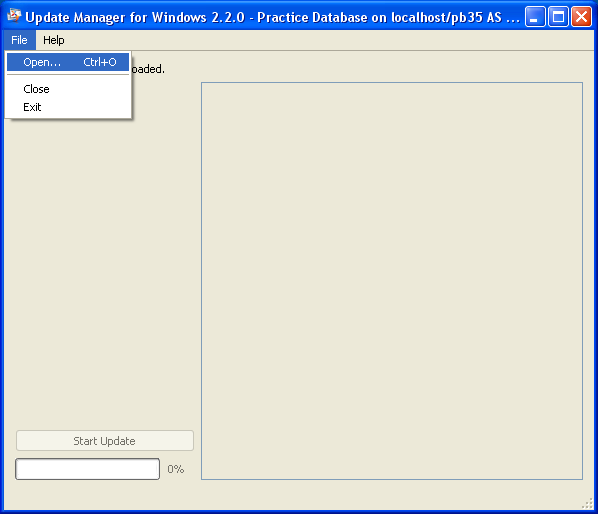 Update Manager for Windows 2.2.0 - Practice Database on localhost/pb35 AS ...
File Help
Open... Ctrl+O
oaded.
Close
Exit
Start Update
0%